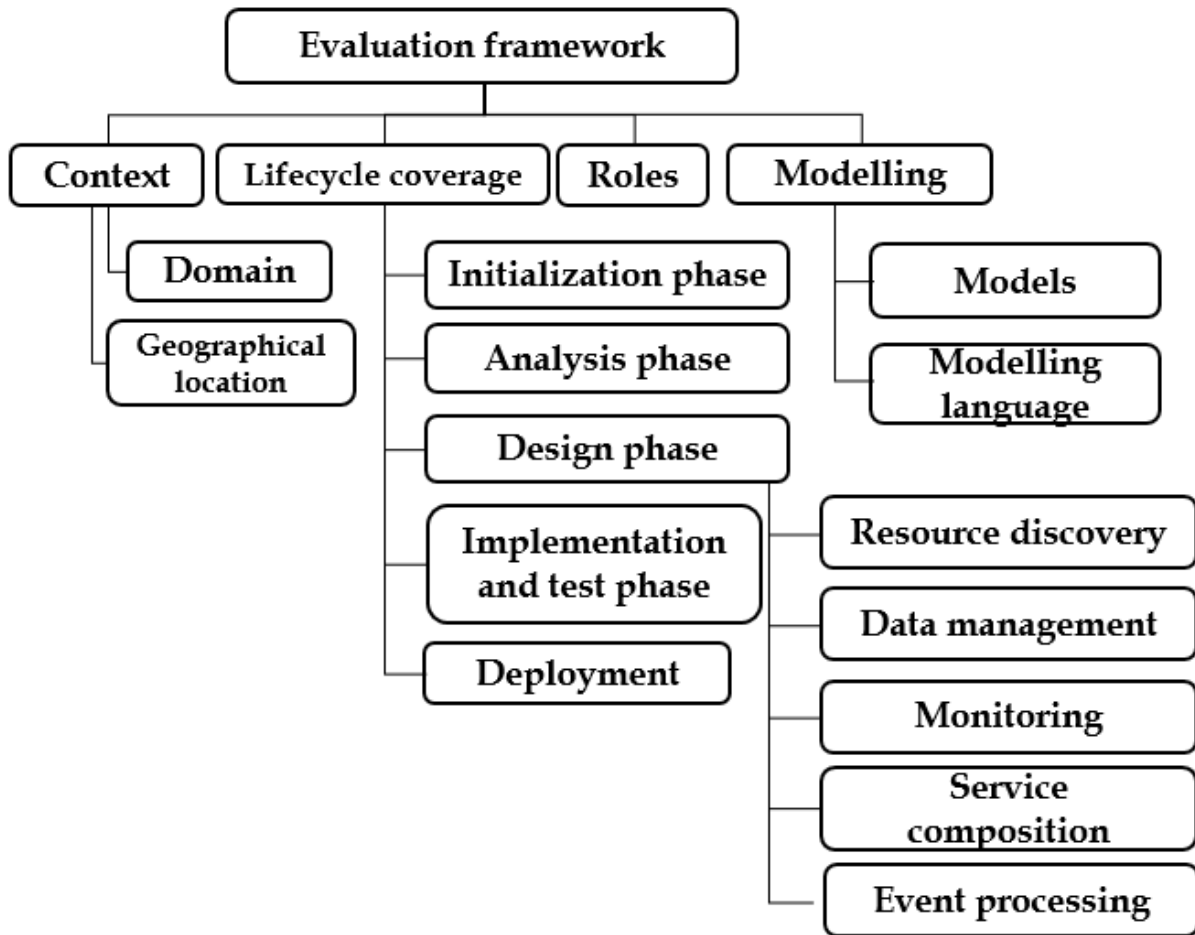 Evaluation framework
Context
Lifecycle coverage
Roles
Modelling
Domain
Geographical
location
Initialization phase
Analysis phase
Design phase
Implementation
and test phase
Deployment
Models
Modelling
language
Resource discovery
Data management
Monitoring
Service
composition
Event processing